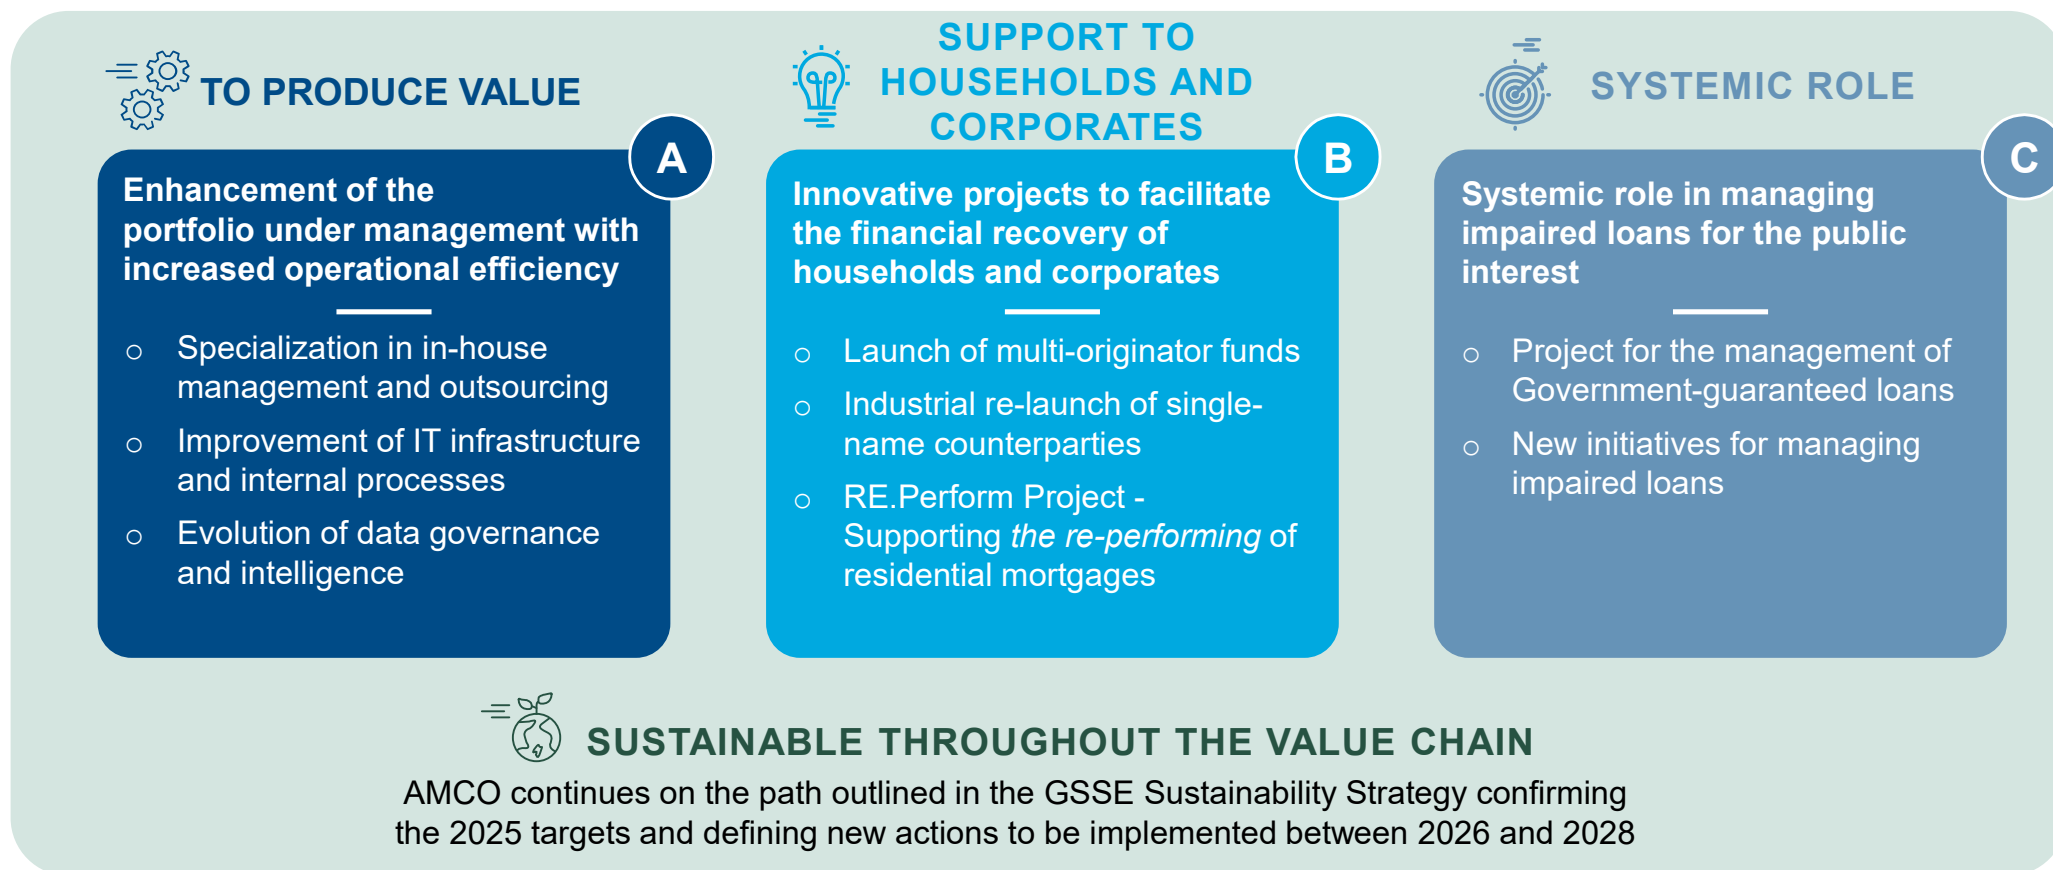 TO PRODUCE VALUE
A
Enhancement of the
portfolio under management with
increased operational efficiency
o Specialization in in-house
management and outsourcing
o Improvement of IT infrastructure
and internal processes
o Evolution of data governance
and intelligence
SUPPORT TO
HOUSEHOLDS AND
CORPORATES
B
Innovative projects to facilitate
the financial recovery of
households and corporates
o Launch of multi-originator funds
o Industrial re-launch of single-
name counterparties
o RE.Perform Project -
Supporting the re-performing of
residential mortgages
SYSTEMIC ROLE
C
Systemic role in managing
impaired loans for the public
interest
o Project for the management of
Government-guaranteed loans
o New initiatives for managing
impaired loans
SUSTAINABLE THROUGHOUT THE VALUE CHAIN
AMCO continues on the path outlined in the GSSE Sustainability Strategy confirming
the 2025 targets and defining new actions to be implemented between 2026 and 2028